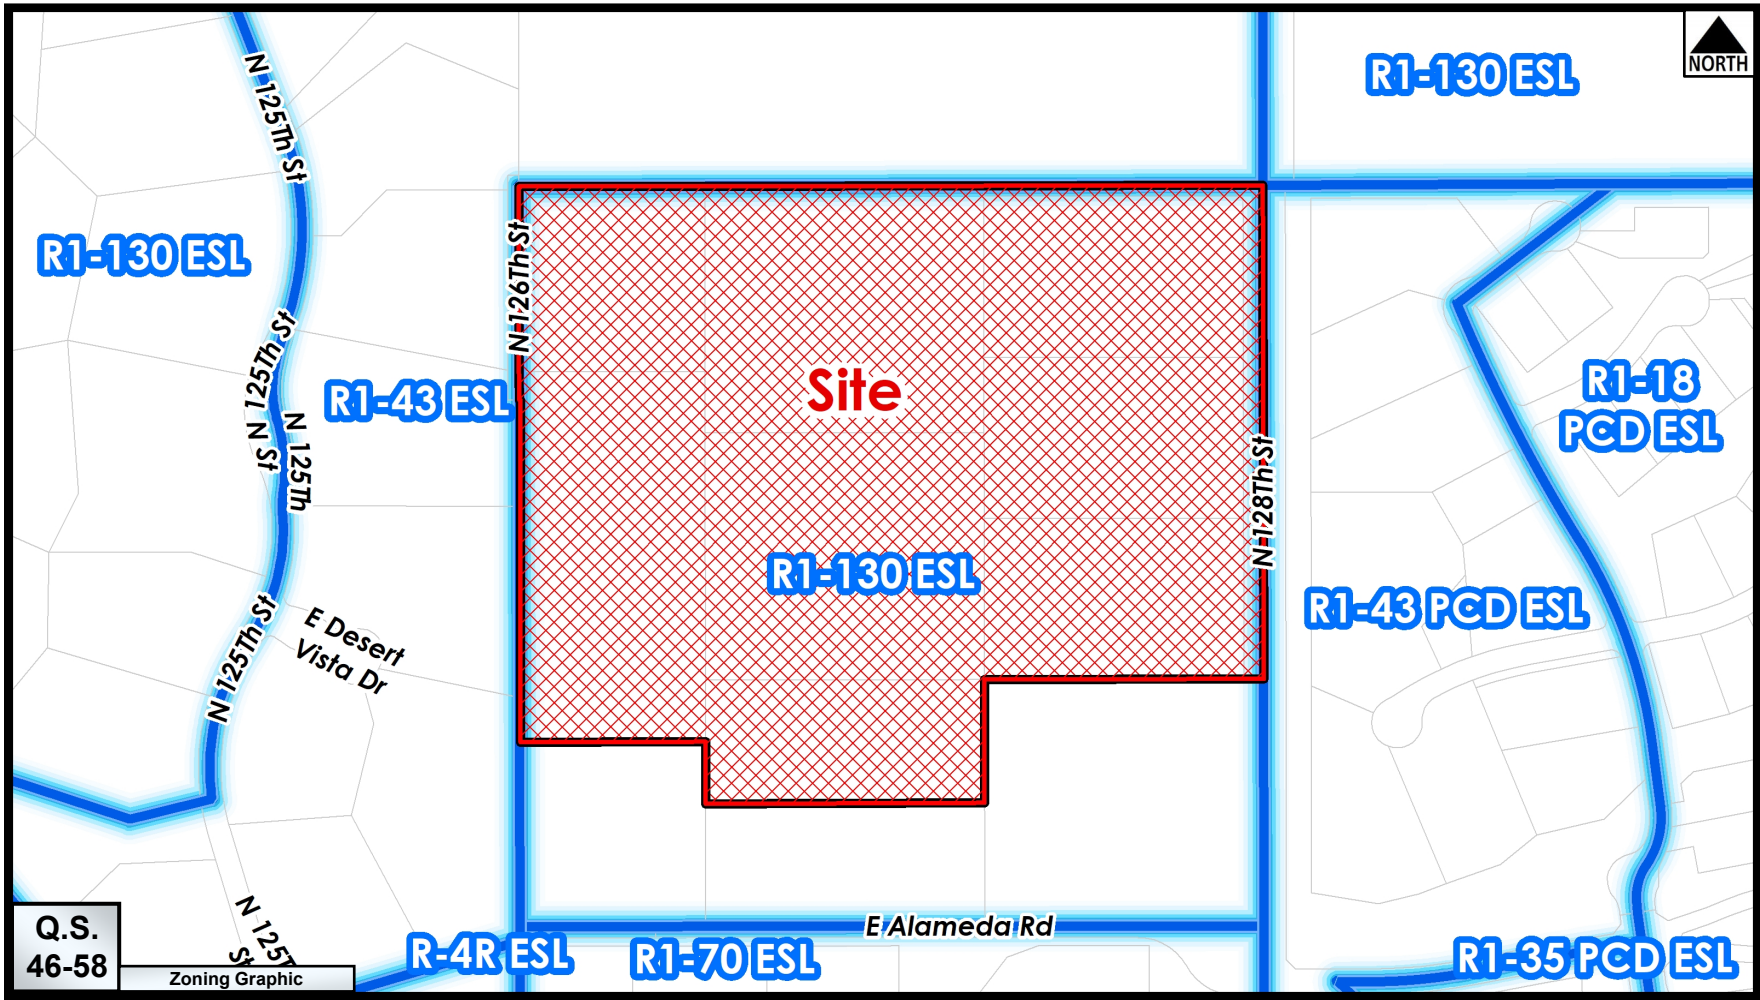 N 125Th St
NORTH
R1-130 ESL
R1-130 ESL
N 126Th St
N 125Th St
R1-43 ESL
Site
R1-18
PCD ESL
N 125Th
N St
N 128Th St
R1-130 ESL
R1-43 PCD ESL
E Desert
Vista Dr
N 125Th St
N 125T
St
E Alameda Rd
R-4R ESL
R1-70 ESL
R1-35 PCD ESL
Q.S.
46-58
Zoning Graphic